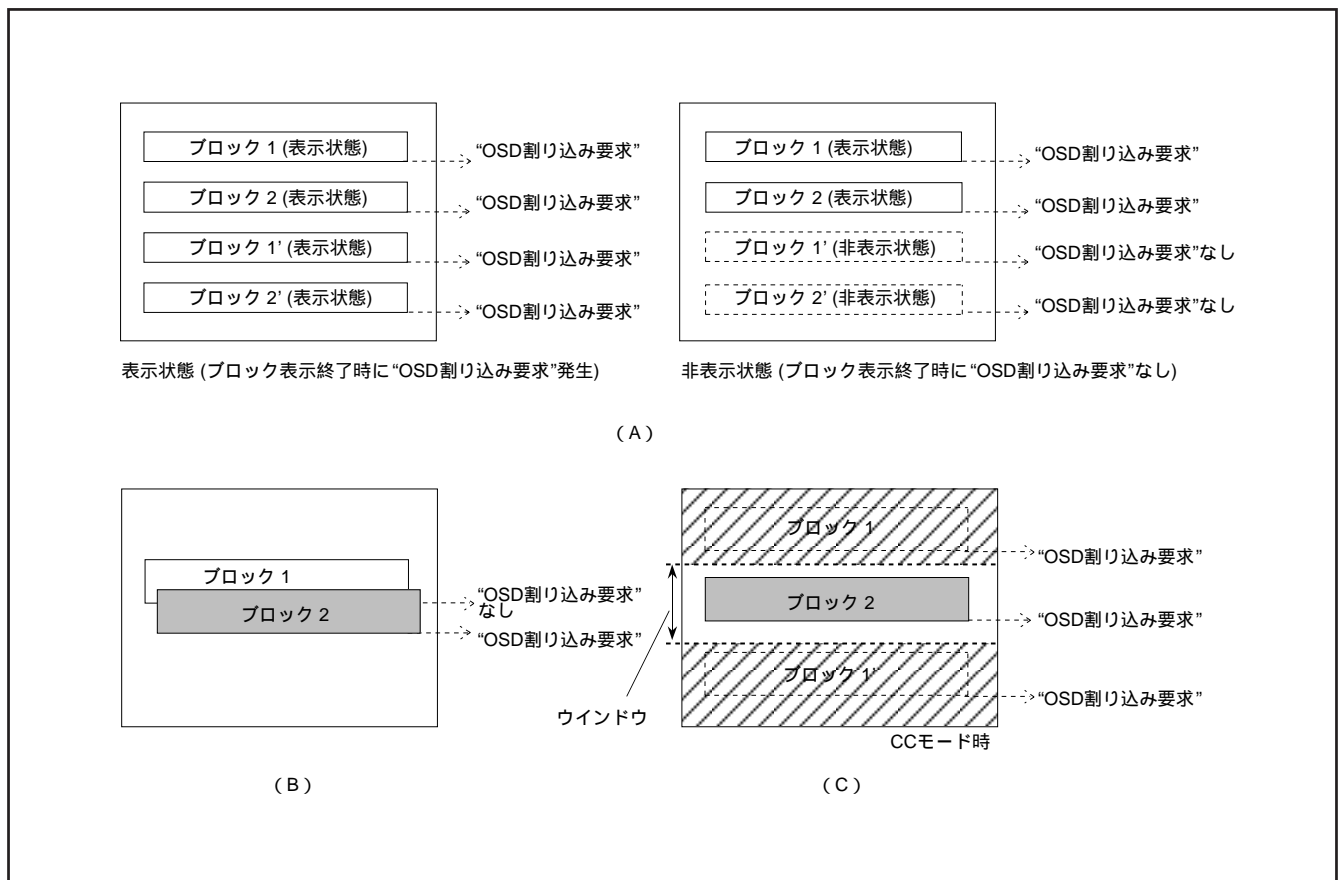 ブロック 1 (表示状態)
“OSD割り込み要求”
ブロック 2 (表示状態)
“OSD割り込み要求”
ブロック 1’ (表示状態)
“OSD割り込み要求”
ブロック 2’ (表示状態)
“OSD割り込み要求”
表示状態 (ブロック表示終了時に“OSD割り込み要求”発生)
ブロック 1 (表示状態)
“OSD割り込み要求”
ブロック 2 (表示状態)
“OSD割り込み要求”
ブロック 1’ (非表示状態)
“OSD割り込み要求”なし
ブロック 2’ (非表示状態)
“OSD割り込み要求”なし
非表示状態 (ブロック表示終了時に“OSD割り込み要求”なし)
（A）
ブロック 1
ブロック 2
“OSD割り込み要求”
なし
“OSD割り込み要求”
（B）
ブロック 1
“OSD割り込み要求”
ブロック 2
“OSD割り込み要求”
ブロック 1’
“OSD割り込み要求”
ウインドウ
CCモード時
（C）